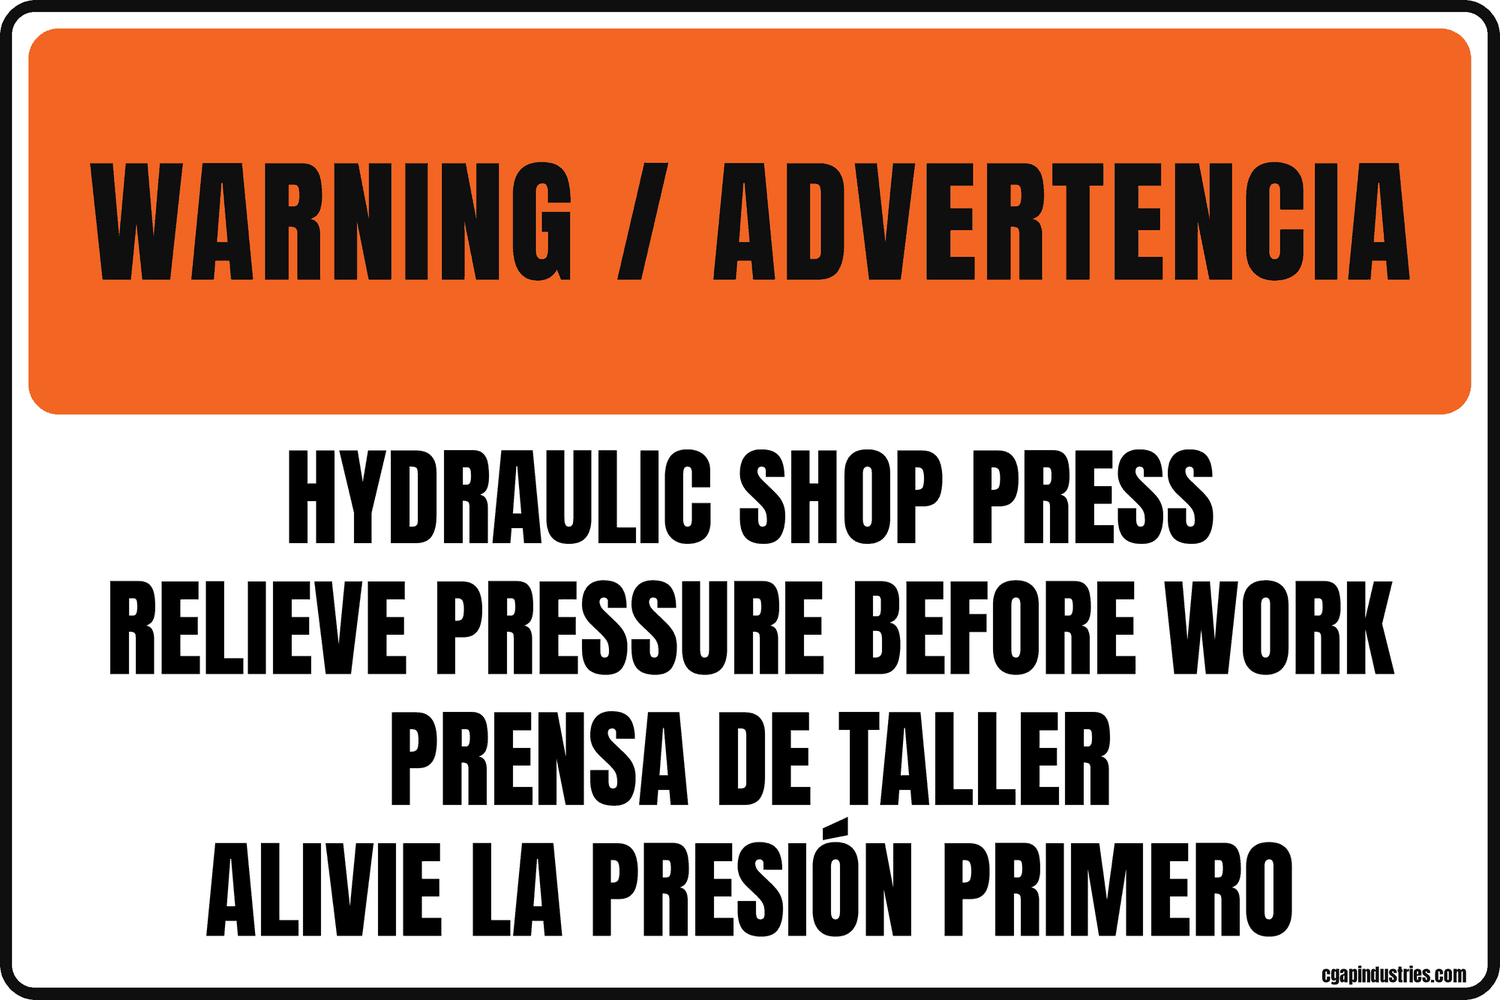 WARNING / ADVERTENCIA
HYDRAULIC SHOP PRESS
RELIEVE PRESSURE BEFORE WORK
PRENSA DE TALLER
ALIVIE LA PRESIÓN PRIMERO
cgapindustries.com